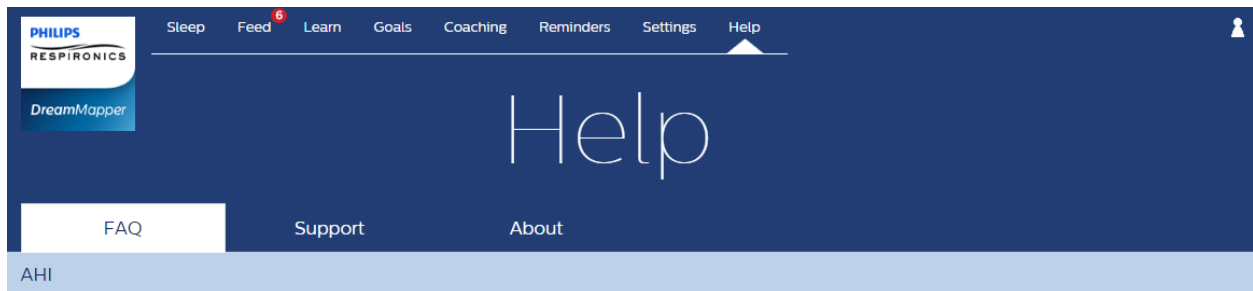 PHILIPS
RESPIRONICS
DreamMapper
Sleep Feed 6 Learn Goals Coaching Reminders Settings Help
Help
FAQ Support About
AHI